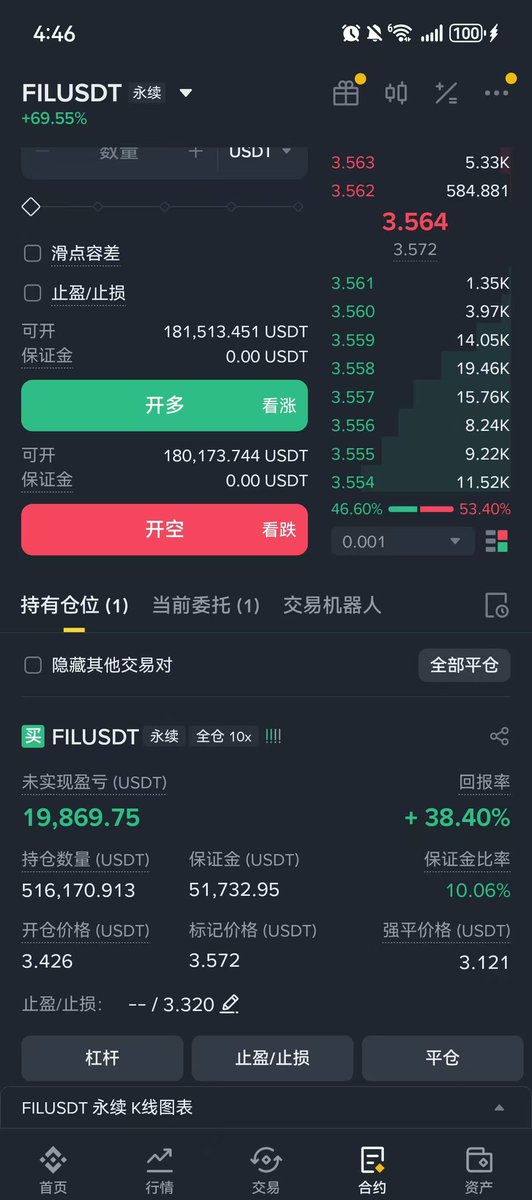 4:46
6
100
FILUSDT 永续
+69.55%
数量 USDT
3.563 5.33K
3.562 584.881
3.564
3.572
滑点容差
止盈/止损
可开 181,513.451 USDT
保证金 0.00 USDT
开多 看涨
可开 180,173.744 USDT
保证金 0.00 USDT
开空 看跌
3.561 1.35K
3.560 3.97K
3.559 14.05K
3.558 19.46K
3.557 15.76K
3.556 8.24K
3.555 9.22K
3.554 11.52K
46.60% 53.40%
0.001
持有仓位 (1) 当前委托 (1) 交易机器人
隐藏其他交易对 全部平仓
买 FILUSDT 永续 全仓 10x !!!!
未实现盈亏 (USDT) 回报率
19,869.75 + 38.40%
持仓数量 (USDT) 保证金 (USDT) 保证金比率
516,170.913 51,732.95 10.06%
开仓价格 (USDT) 标记价格 (USDT) 强平价格 (USDT)
3.426 3.572 3.121
止盈/止损: -- / 3.320
杠杆 止盈/止损 平仓
FILUSDT 永续 K线图表
首页 行情 交易 合约 资产